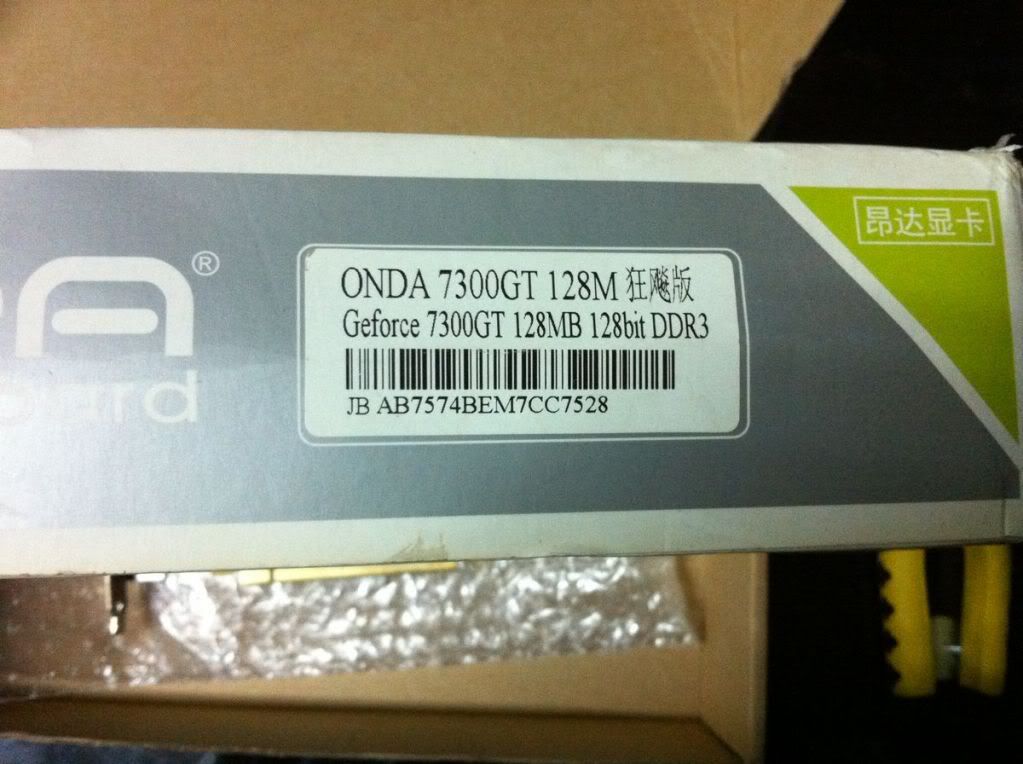 昂达显卡
®
ONDA 7300GT 128M 狂飚版
Geforce 7300GT 128MB 128bit DDR3
JB AB7574BEM7CC7528